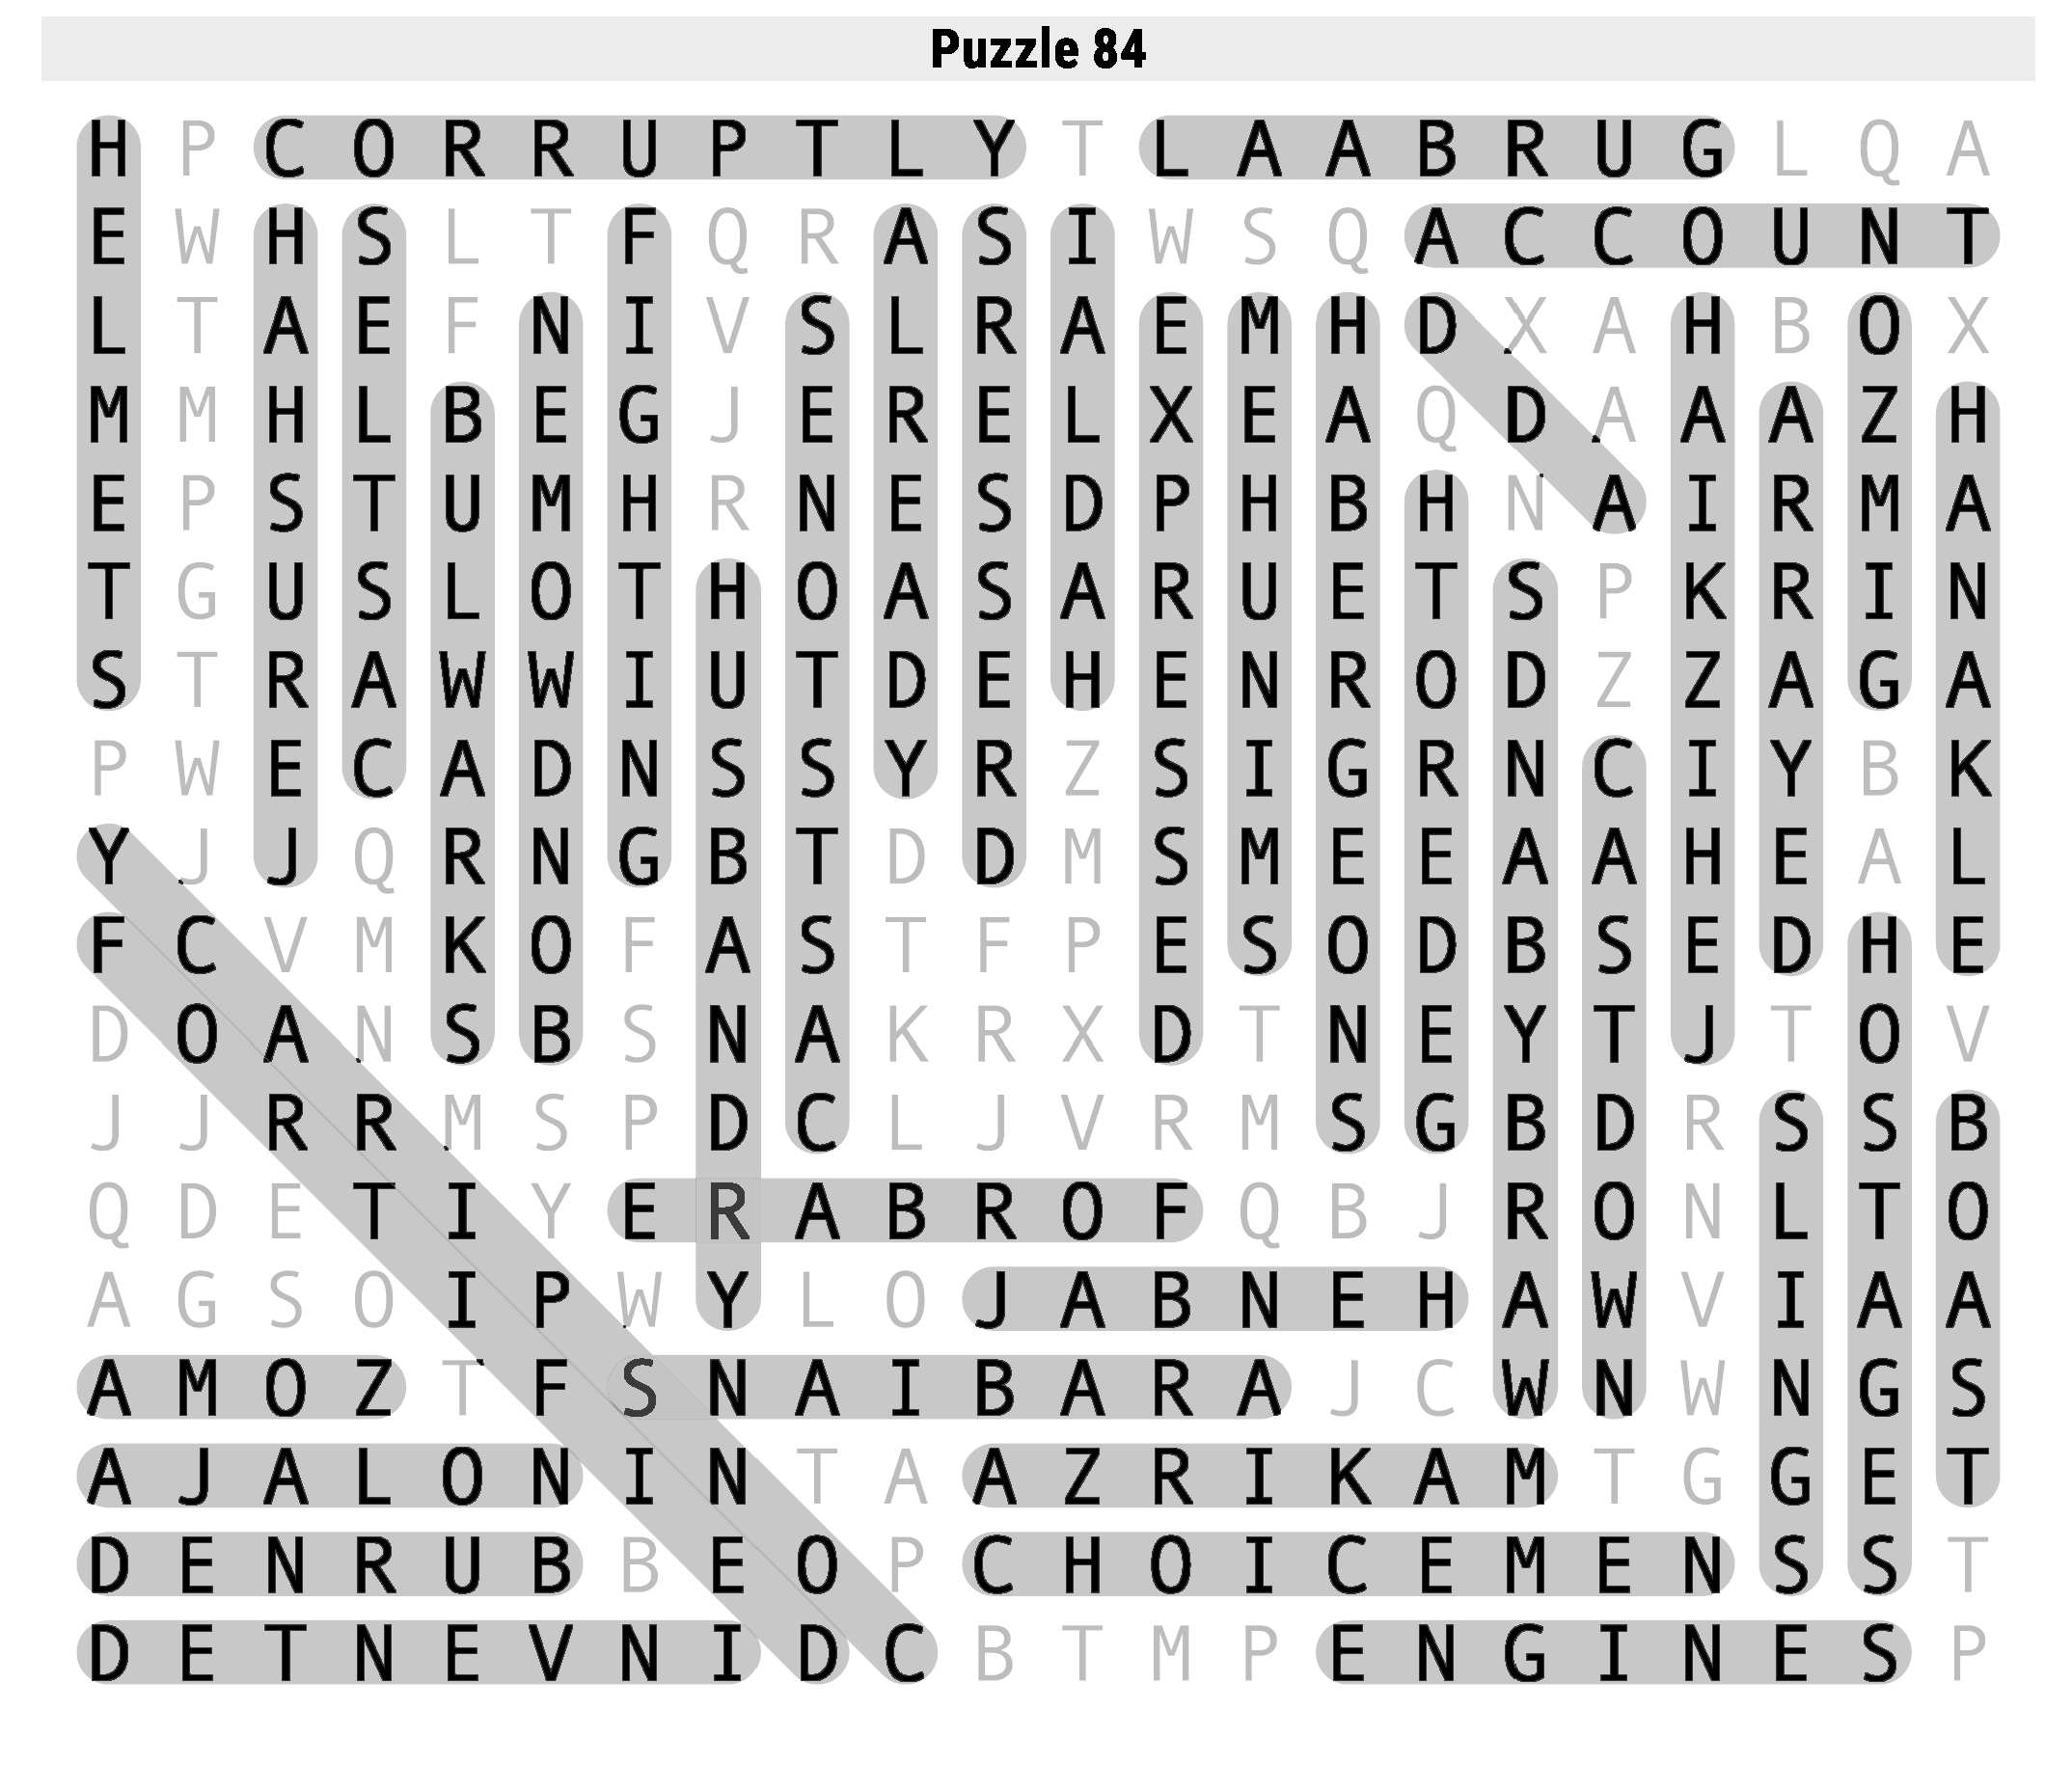 Puzzle 84
H P C O R R U P T L Y T L A A B R U G L Q A
E W H S L T F Q R A S I W S Q A C C O U N T
L T A E F N I V S L R A E M H D X A H B O X
M M H L B E G J E R E L X E A Q D A A A Z H
E P S T U M H R N E S D P H B H N A I R M A
T G U S L O T H O A S A R U E T S P K R I N
S T R A W W I U T D E H E N R O D Z Z A G A
P W E C A D N S S Y R Z S I G R N C I Y B K
Y J J Q R N G B T D D M S M E E A A H E A L
F C V M K O F A S T F P E S O D B S E D H E
D O A N S B S N A K R X D T N E Y T J T O V
J J R R M S P D C L J V R M S G B D R S S B
Q D E T I Y E R A B R O F Q B J R O N L T O
A G S O I P W Y L O J A B N E H A W V I A A
A M O Z T F S N A I B A R A J C W N W N G S
A J A L O N I N T A A Z R I K A M T G G E T
D E N R U B B E O P C H O I C E M E N S S T
D E T N E V N I D C B T M P E N G I N E S P